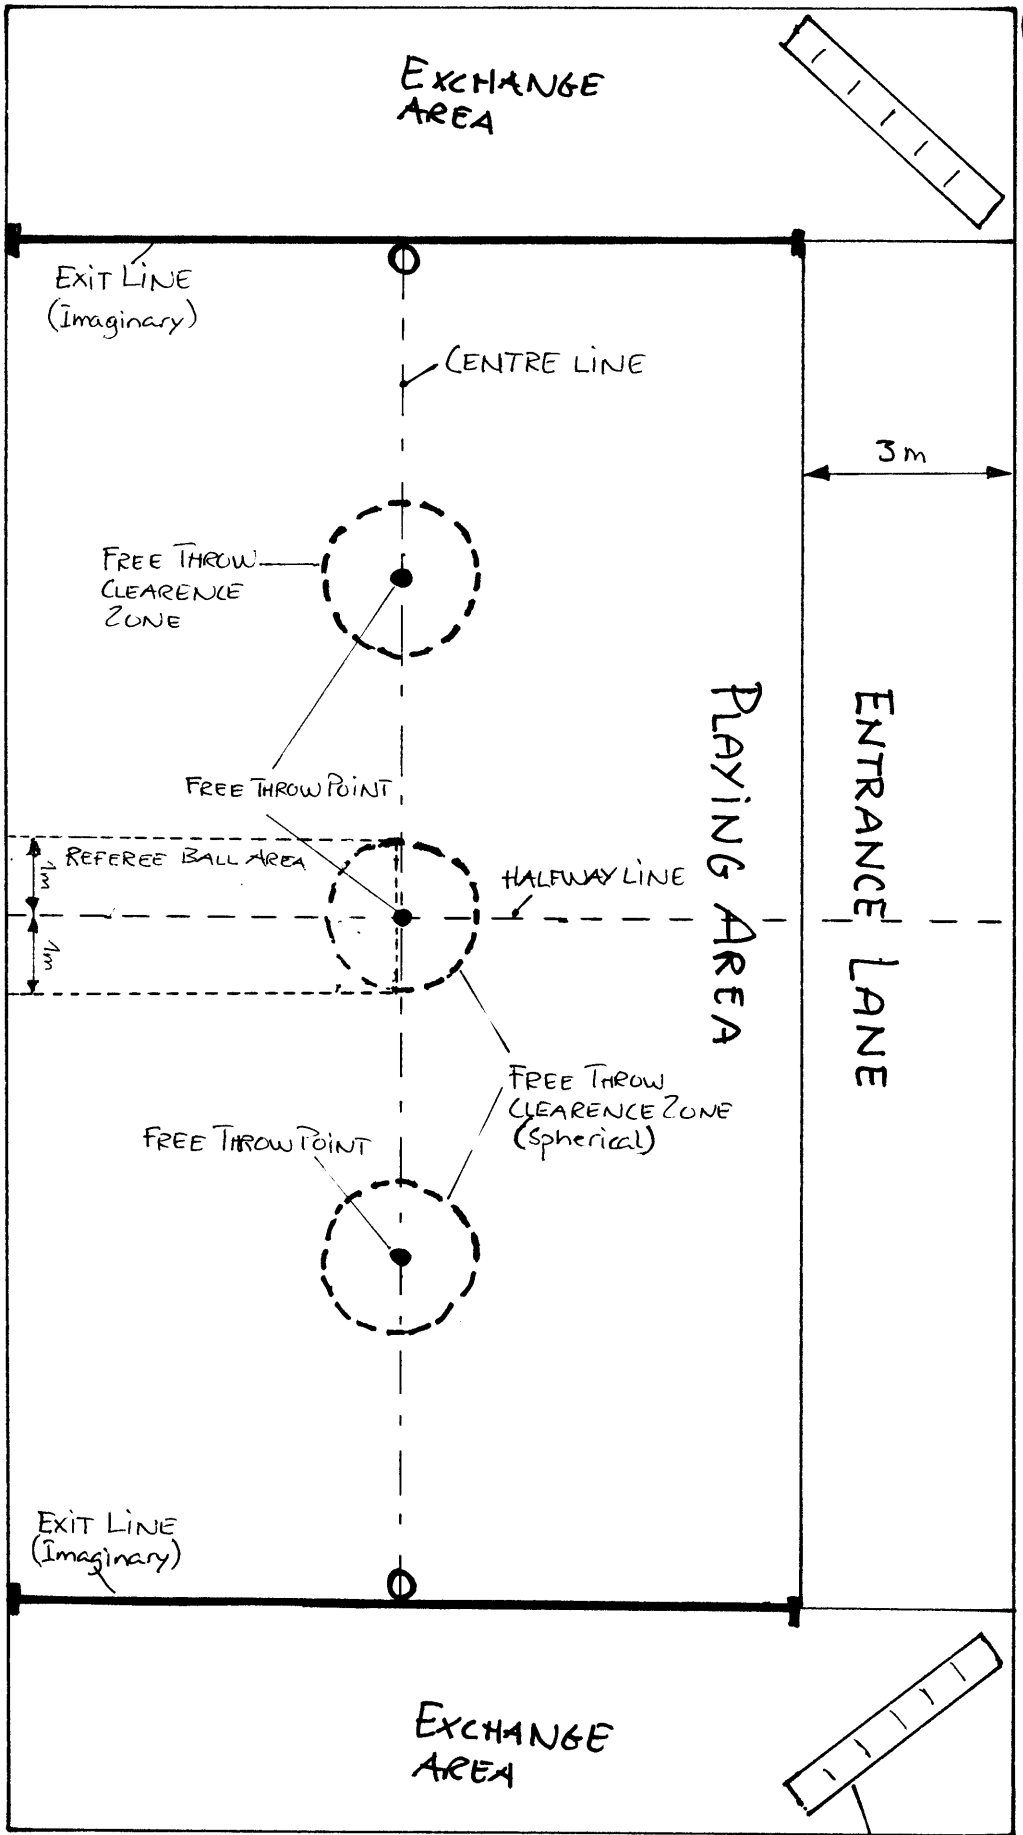 EXCHANGE
AREA
EXIT LINE
(Imaginary)
CENTRE LINE
3m
FREE THROW
CLEARENCE
ZONE
FREE THROW POINT
PLAYING AREA
ENTRANCE LANE
1m
REFEREE BALL AREA
HALFWAY LINE
1m
FREE THROW
CLEARENCE ZONE
(Spherical)
FREE THROW POINT
EXIT LINE
(Imaginary)
EXCHANGE
AREA